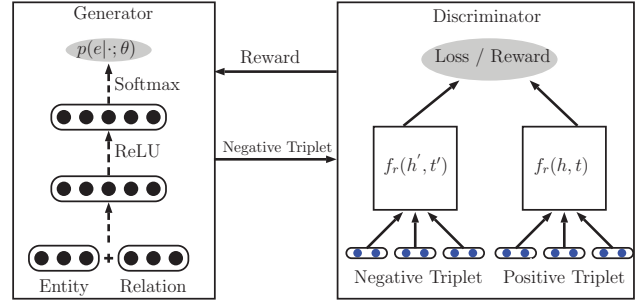 Generator
p(e|·; θ)
Softmax
ReLU
+
Entity Relation
Reward
Negative Triplet
Discriminator
Loss / Reward
f_r(h′, t′) f_r(h, t)
Negative Triplet Positive Triplet